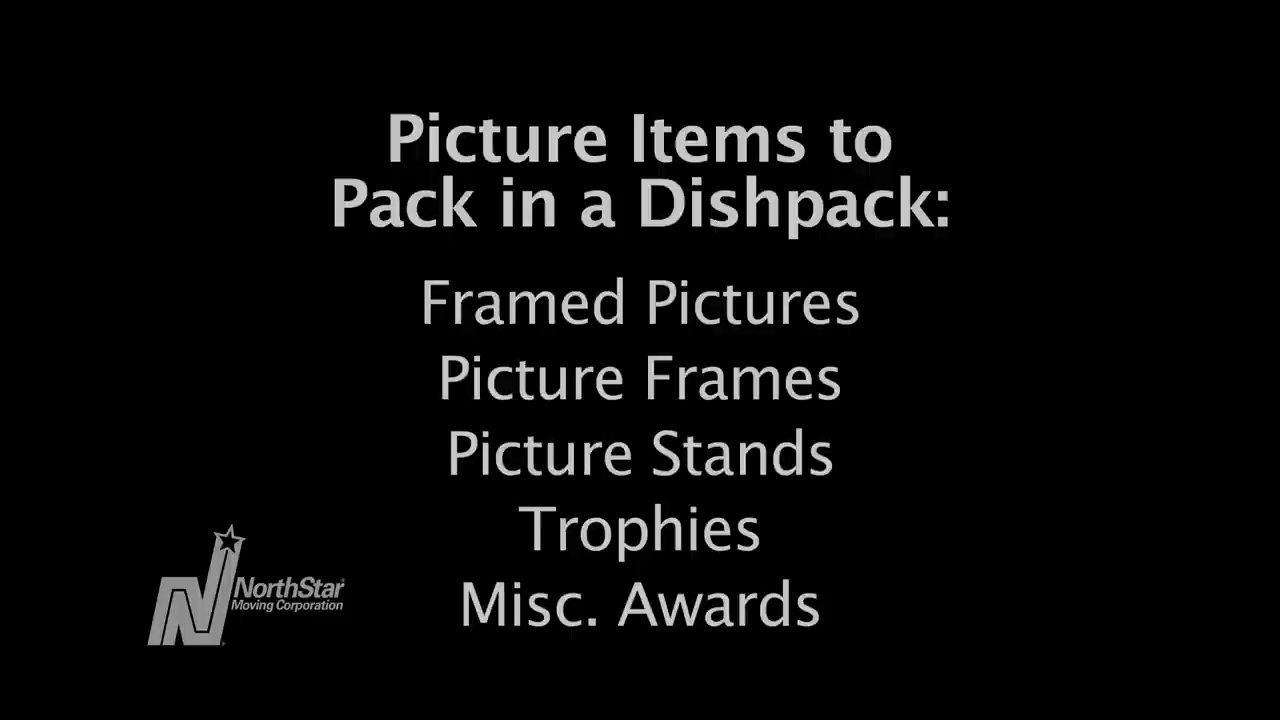 Picture Items to
Pack in a Dishpack:
Framed Pictures
Picture Frames
Picture Stands
Trophies
Misc. Awards
NorthStar
Moving Corporation